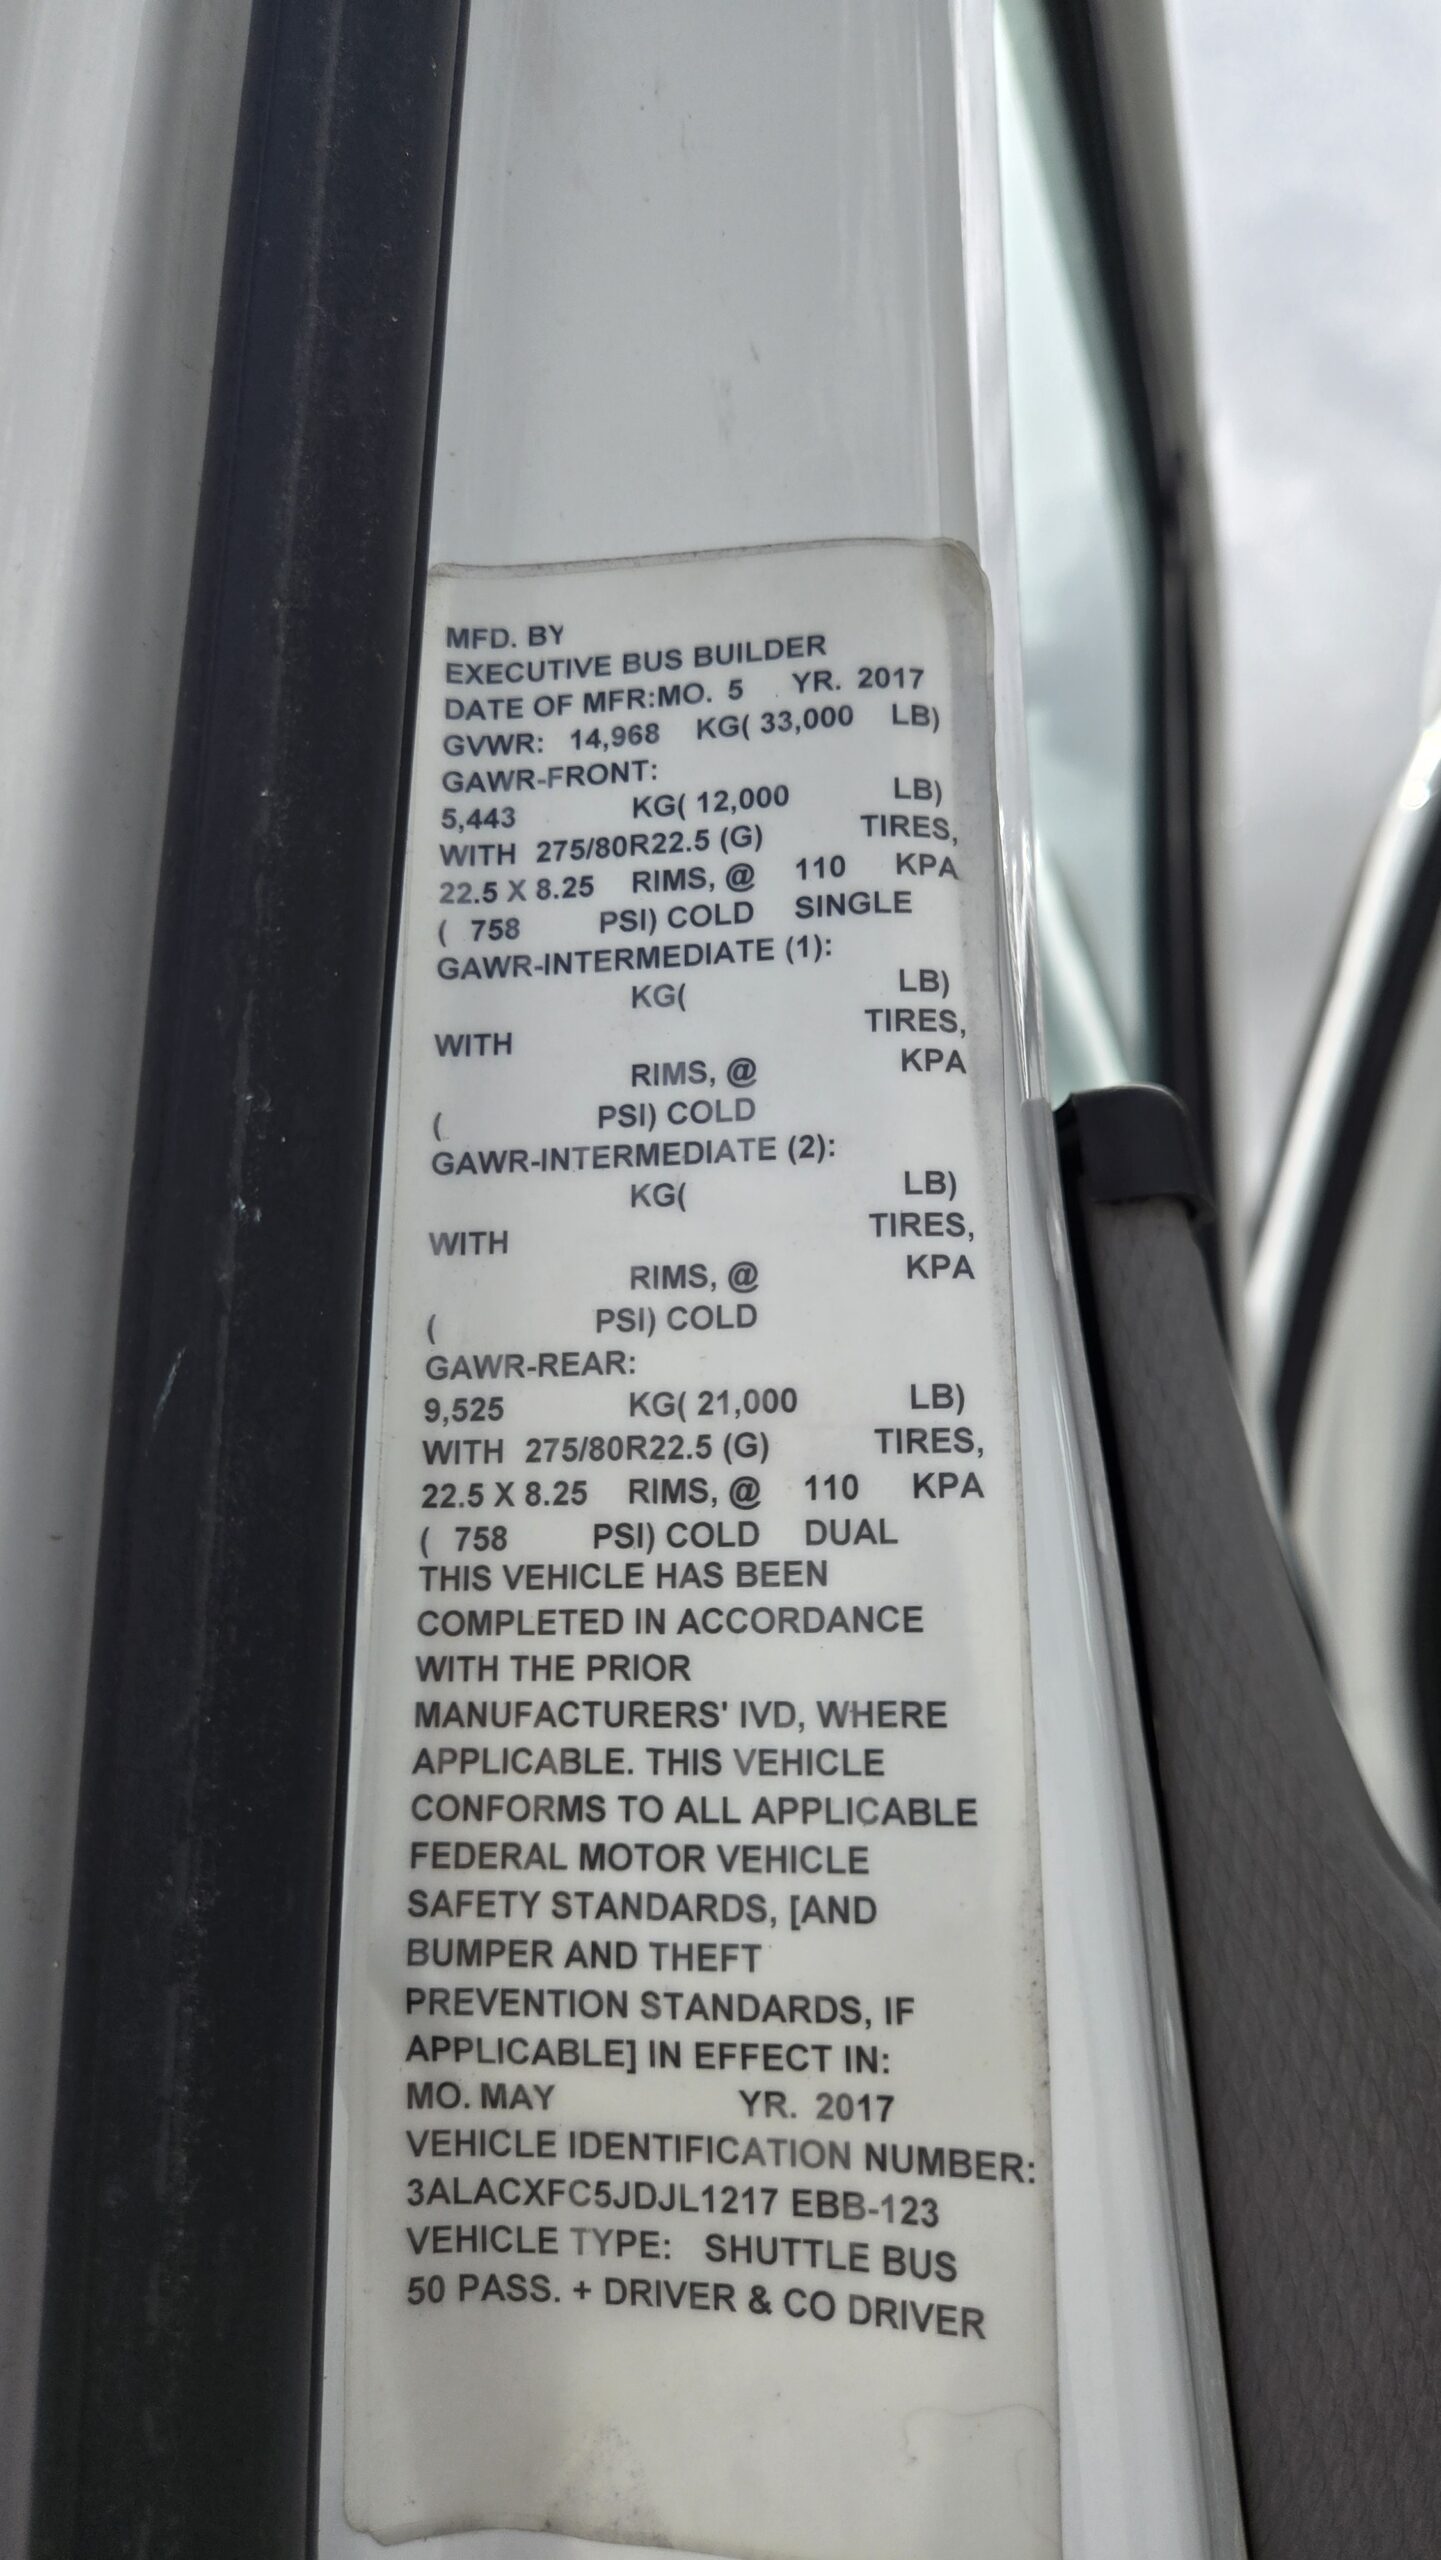 MFD. BY
EXECUTIVE BUS BUILDER
DATE OF MFR:MO. 5 YR. 2017
GVWR: 14,968 KG( 33,000 LB)
GAWR-FRONT:
5,443 KG( 12,000 LB)
WITH 275/80R22.5 (G) TIRES,
22.5 X 8.25 RIMS, @ 110 KPA
( 758 PSI) COLD SINGLE
GAWR-INTERMEDIATE (1):
KG( LB)
WITH TIRES,
RIMS, @ KPA
( PSI) COLD
GAWR-INTERMEDIATE (2):
KG( LB)
WITH TIRES,
RIMS, @ KPA
( PSI) COLD
GAWR-REAR:
9,525 KG( 21,000 LB)
WITH 275/80R22.5 (G) TIRES,
22.5 X 8.25 RIMS, @ 110 KPA
( 758 PSI) COLD DUAL
THIS VEHICLE HAS BEEN
COMPLETED IN ACCORDANCE
WITH THE PRIOR
MANUFACTURERS' IVD, WHERE
APPLICABLE. THIS VEHICLE
CONFORMS TO ALL APPLICABLE
FEDERAL MOTOR VEHICLE
SAFETY STANDARDS, [AND
BUMPER AND THEFT
PREVENTION STANDARDS, IF
APPLICABLE] IN EFFECT IN:
MO. MAY YR. 2017
VEHICLE IDENTIFICATION NUMBER:
3ALACXFC5JDJL1217 EBB-123
VEHICLE TYPE: SHUTTLE BUS
50 PASS. + DRIVER & CO DRIVER